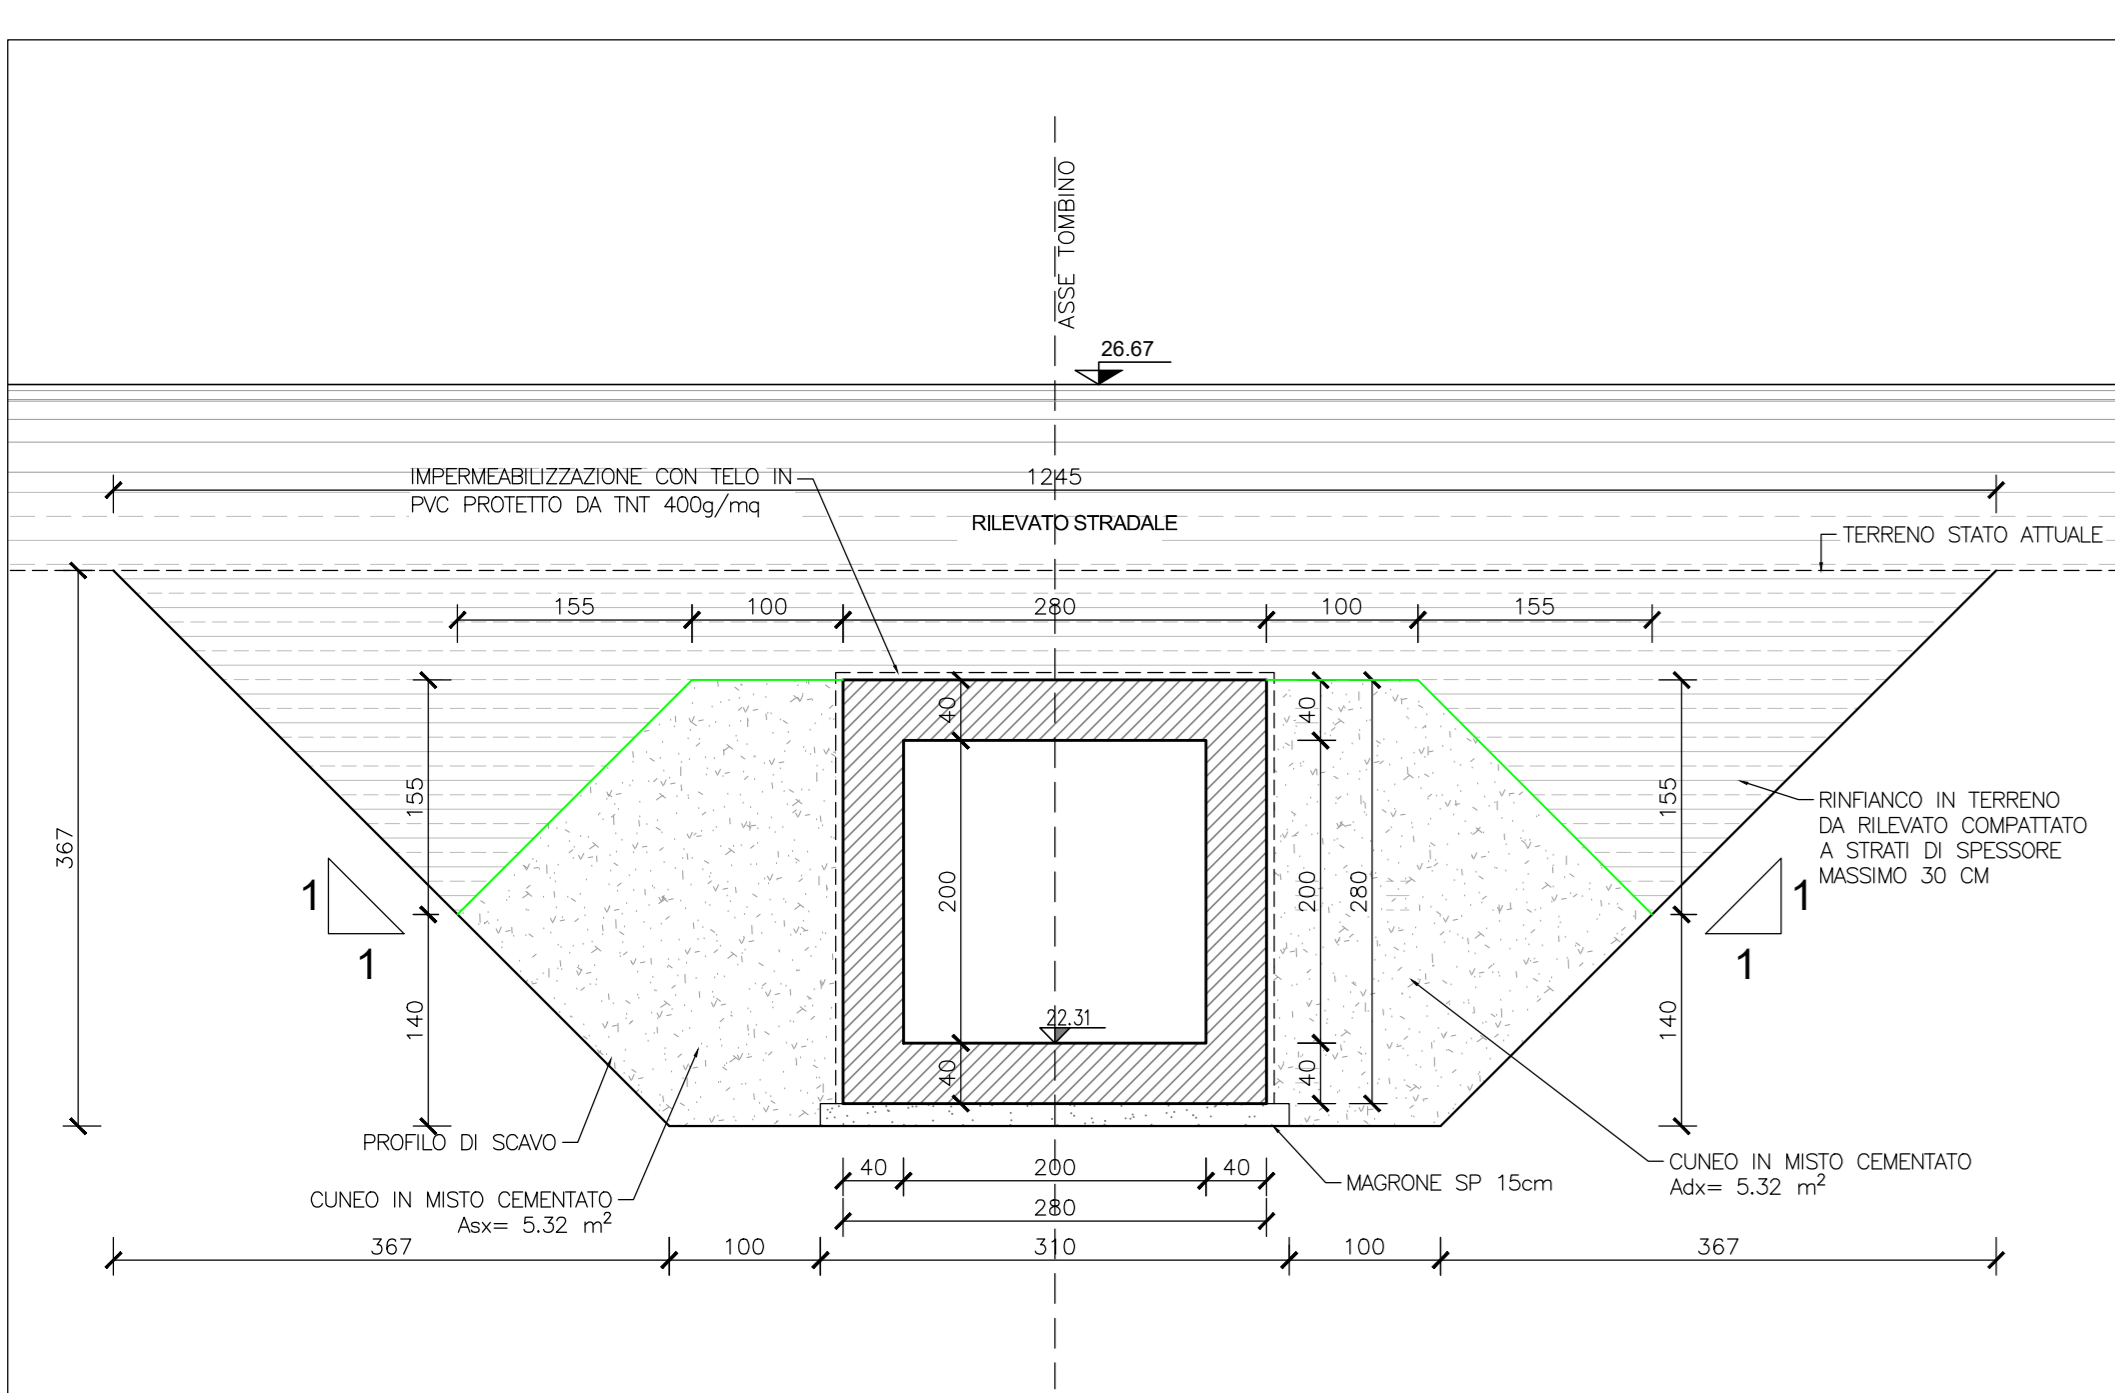 ASSE TOMBINO
26.67
IMPERMEABILIZZAZIONE CON TELO IN
PVC PROTETTO DA TNT 400g/mq
1245
RILEVATO STRADALE
TERRENO STATO ATTUALE
155
100
280
100
155
40
40
155
155
367
200
200
280
RINFIANCO IN TERRENO
DA RILEVATO COMPATTATO
A STRATI DI SPESSORE
MASSIMO 30 CM
1
1
1
1
140
140
22.31
40
40
PROFILO DI SCAVO
CUNEO IN MISTO CEMENTATO
Asx= 5.32 m²
40
200
40
280
MAGRONE SP 15cm
CUNEO IN MISTO CEMENTATO
Adx= 5.32 m²
367
100
310
100
367